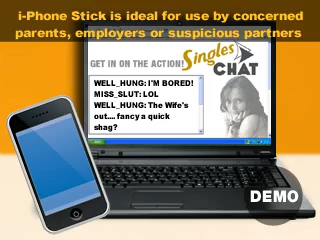 i-Phone Stick is ideal for use by concerned
parents, employers or suspicious partners
GET IN ON THE ACTION!
Singles
CHAT
WELL_HUNG: I'M BORED!
MISS_SLUT: LOL
WELL_HUNG: The Wife's
out.... fancy a quick
shag?
DEMO